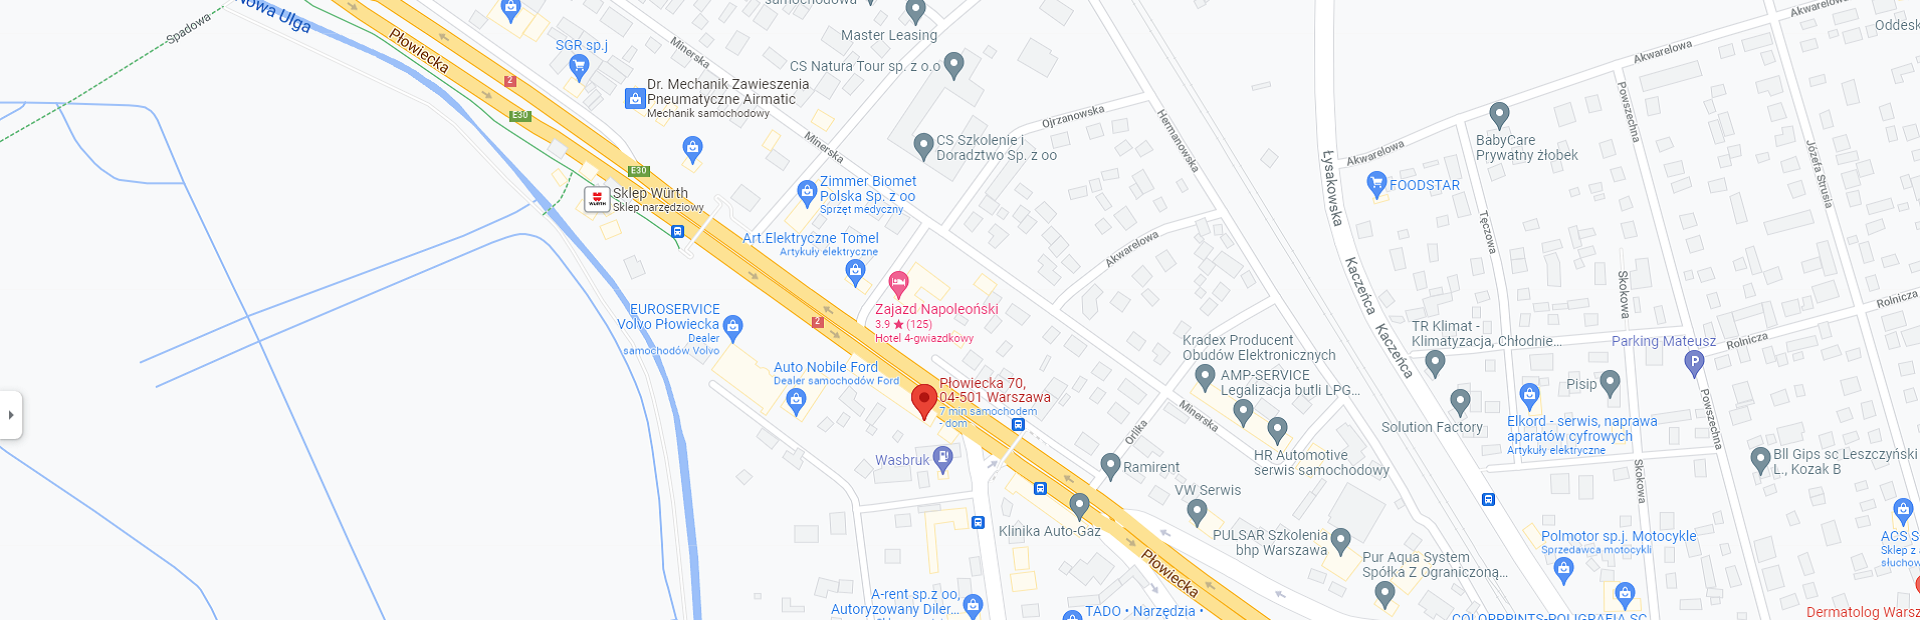 samochodowa
Nowa Ulga
Spadowa
Płowiecka
2
E30
SGR sp.j
Minerska
Master Leasing
CS Natura Tour sp. z o.o
Dr. Mechanik Zawieszenia
Pneumatyczne Airmatic
Mechanik samochodowy
E30
Sklep Würth
Sklep narzędziowy
WÜRTH
Minerska
Zimmer Biomet
Polska Sp. z oo
Sprzęt medyczny
CS Szkolenie i
Doradztwo Sp. z oo
Ojrzanowska
Hermanowska
Art.Elektryczne Tomel
Artykuły elektryczne
Akwarelowa
Zajazd Napoleoński
3.9 ★ (125)
Hotel 4-gwiazdkowy
EUROSERVICE
Volvo Płowiecka
Dealer
samochodów Volvo
2
Auto Nobile Ford
Dealer samochodów Ford
Płowiecka 70,
04-501 Warszawa
7 min samochodem
- dom
Wasbruk
Klinika Auto-Gaz
Ramirent
Orlika
Minerska
Kradex Producent
Obudów Elektronicznych
AMP-SERVICE
Legalizacja butli LPG...
HR Automotive
serwis samochodowy
VW Serwis
PULSAR Szkolenia
bhp Warszawa
Pur Aqua System
Spółka Z Ograniczoną...
Płowiecka
A-rent sp.z oo,
Autoryzowany Diler...
TADO • Narzędzia •
Łysakowska
Kaczeńca
Kaczeńca
Akwarelowa
Akwarelowa
Akwarelowa
Oddesk
FOODSTAR
BabyCare
Prywatny żłobek
Powszechna
Józefa Strusia
Tęczowa
Skokowa
Rolnicza
Rolnicza
TR Klimat -
Klimatyzacja, Chłodnie...
Parking Mateusz
P
Pisip
Powszechna
Solution Factory
Elkord - serwis, naprawa
aparatów cyfrowych
Artykuły elektryczne
Skokowa
Bll Gips sc Leszczyński
L., Kozak B
Polmotor sp.j. Motocykle
Sprzedawca motocykli
ACS S
Sklep z a
słuchow
COLORPRINTS-POLIGRAFIA SC
Dermatolog Warsz